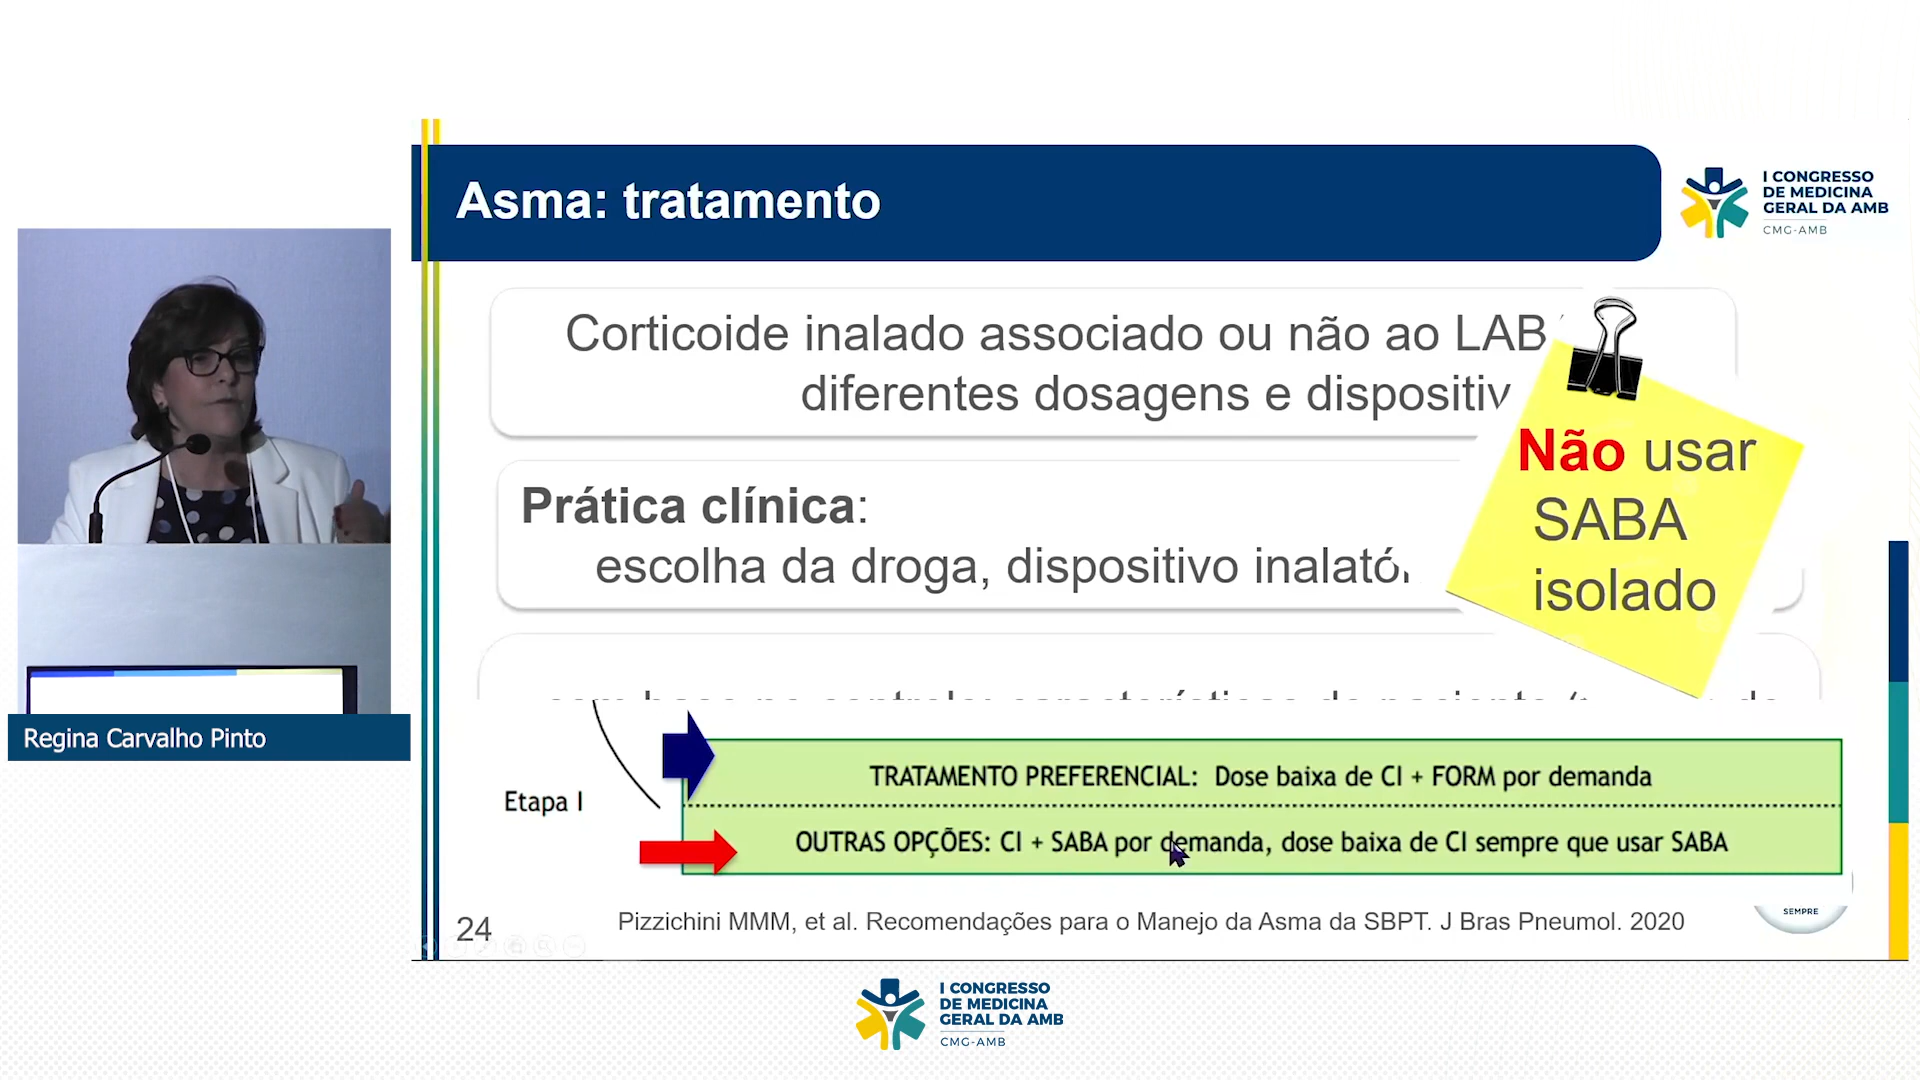 Asma: tratamento
I CONGRESSO
DE MEDICINA
GERAL DA AMB
CMG-AMB
Corticoide inalado associado ou não ao
diferentes dosagens e
Não usar
SABA
isolado
Prática clínica:
escolha da droga, dispositivo
Regina Carvalho Pinto
Etapa I
TRATAMENTO PREFERENCIAL: Dose baixa de CI + FORM por demanda
OUTRAS OPÇÕES: CI + SABA por demanda, dose baixa de CI sempre que usar SABA
SEMPRE
24
Pizzichini MMM, et al. Recomendações para o Manejo da Asma da SBPT. J Bras Pneumol. 2020
I CONGRESSO
DE MEDICINA
GERAL DA AMB
CMG-AMB